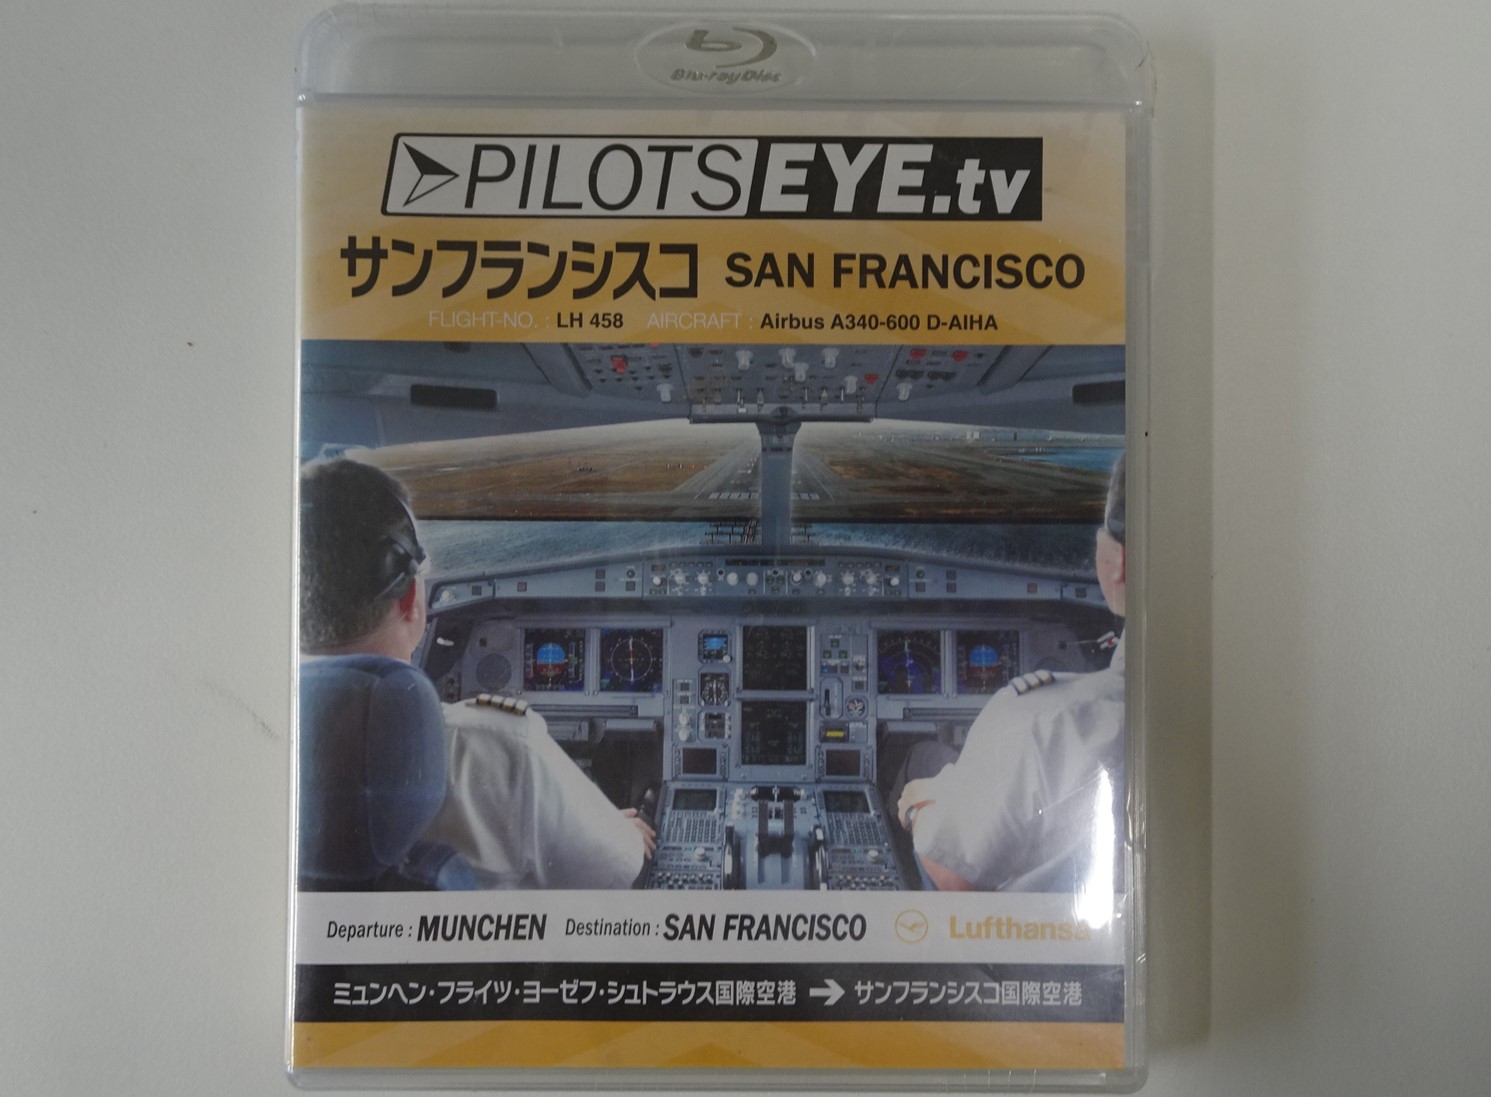 Blu-ray Disc
PILOTSEYE.tv
サンフランシスコ SAN FRANCISCO
FLIGHT-NO. : LH 458 AIRCRAFT : Airbus A340-600 D-AIHA
Departure : MUNCHEN Destination : SAN FRANCISCO Lufthansa
ミュンヘン・フライツ・ヨーゼフ・シュトラウス国際空港 → サンフランシスコ国際空港